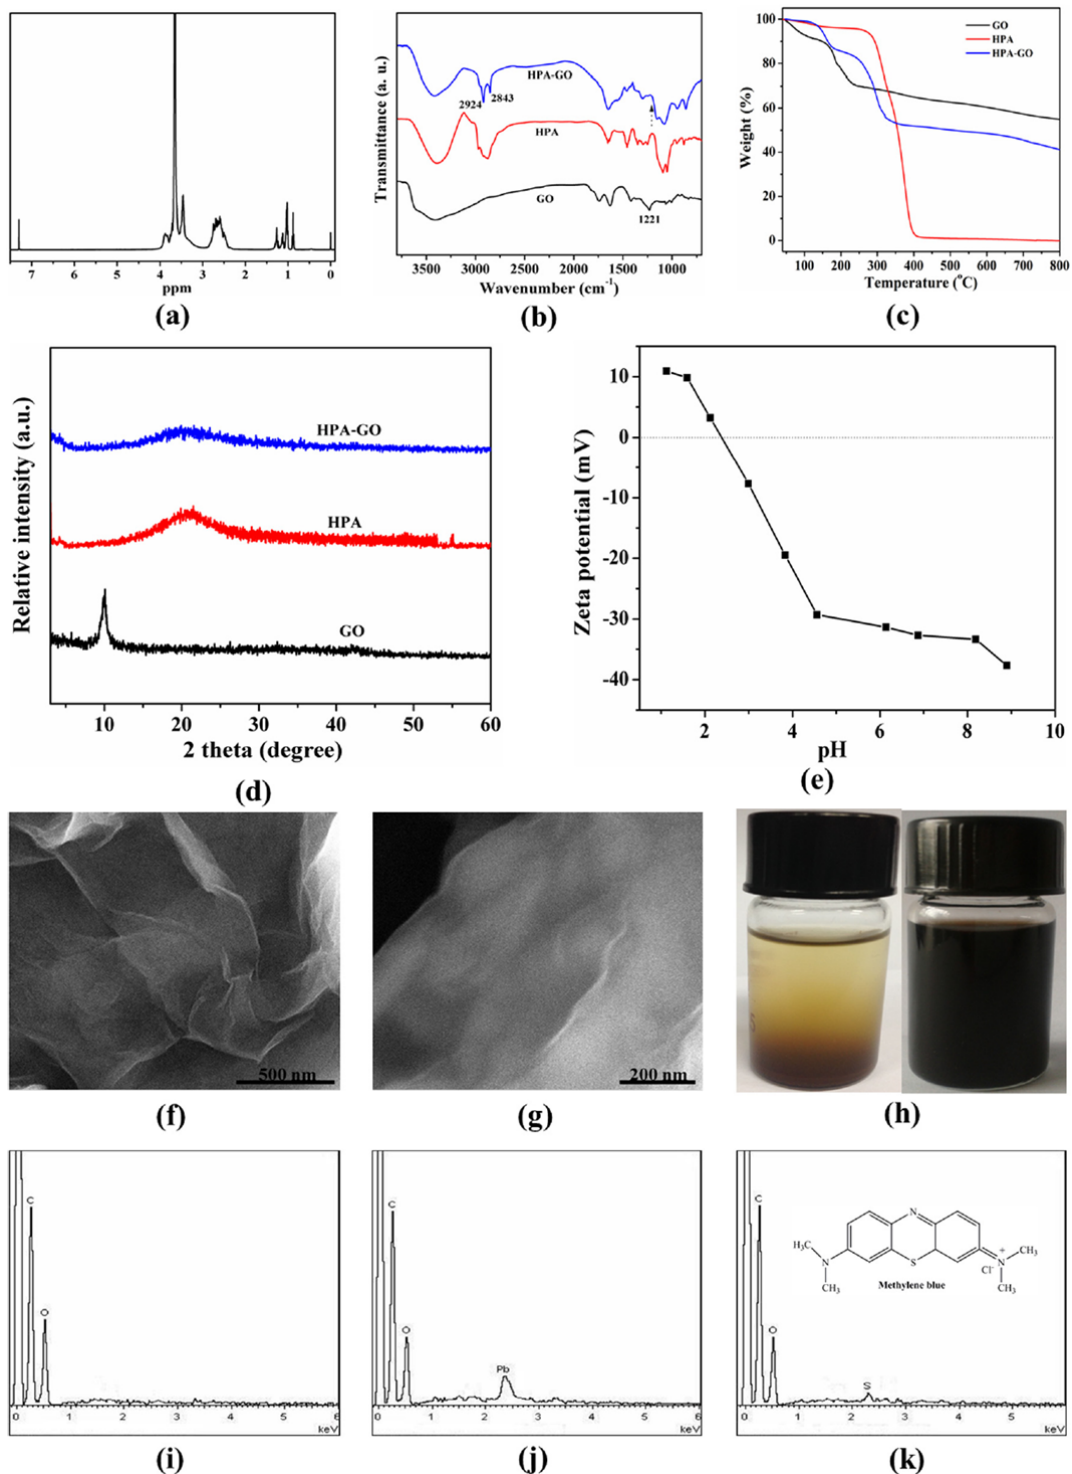 7 6 5 4 3 2 1 0
ppm
(a)
Transmittance (a. u.)
HPA-GO
2924
2843
HPA
GO
1221
3500 3000 2500 2000 1500 1000
Wavenumber (cm⁻¹)
(b)
Weight (%)
100
80
60
40
20
0
GO
HPA
HPA-GO
100 200 300 400 500 600 700 800
Temperature (°C)
(c)
Relative intensity (a.u.)
HPA-GO
HPA
GO
10 20 30 40 50 60
2 theta (degree)
(d)
Zeta potential (mV)
10
0
-10
-20
-30
-40
2 4 6 8 10
pH
(e)
500 nm
(f)
200 nm
(g)
(h)
C
O
0 1 2 3 4 5 6
keV
(i)
C
O
Pb
0 1 2 3 4 5 6
keV
(j)
C
O
S
N
H₃C
N
CH₃
S
Cl⁻
+
N
CH₃
CH₃
Methylene blue
0 1 2 3 4 5
keV
(k)